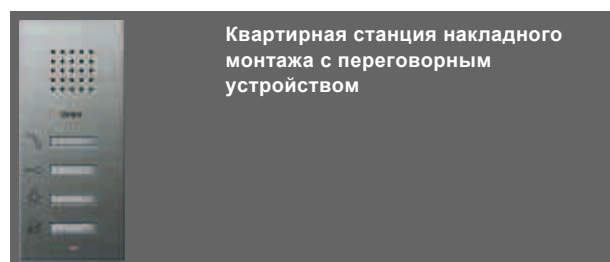 Квартирная станция накладного
монтажа с переговорным
устройством